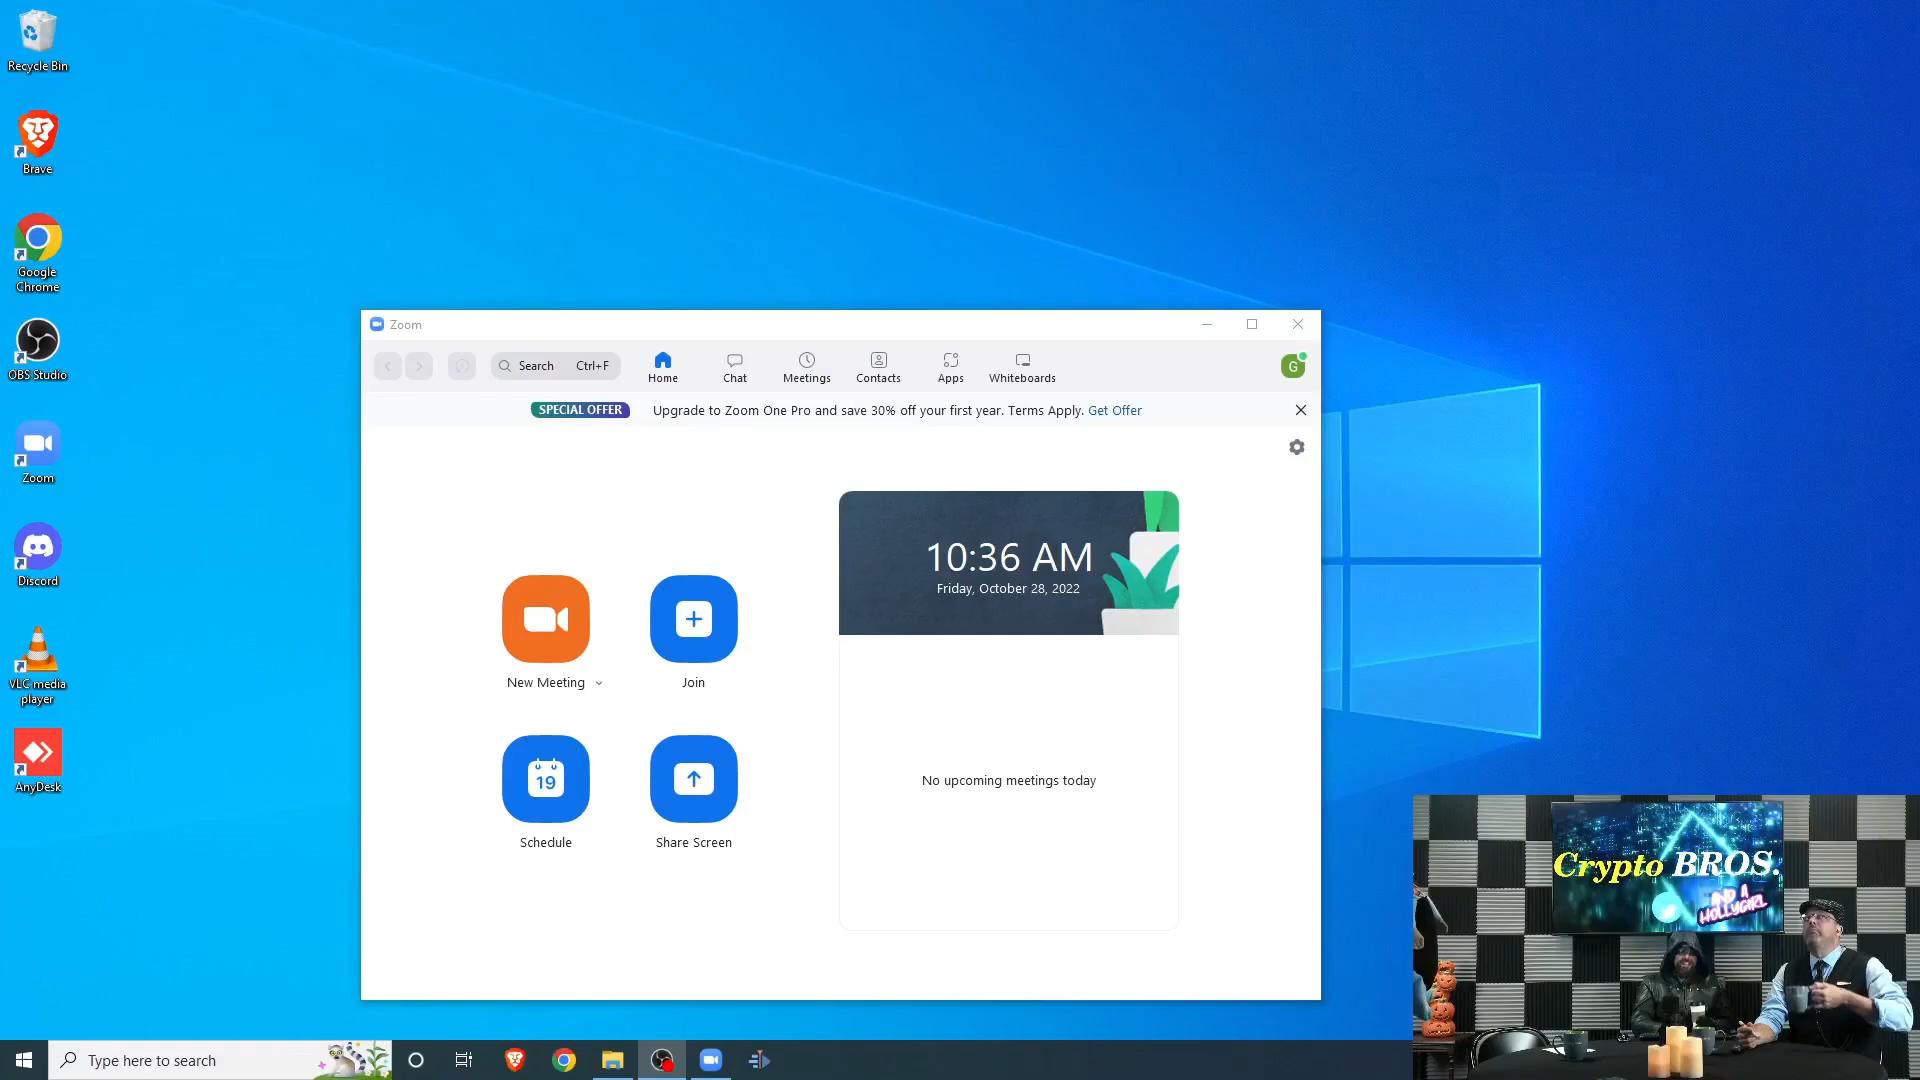 Recycle Bin
Brave
Google
Chrome
OBS Studio
Zoom
Discord
VLC media
player
AnyDesk
Zoom
Search Ctrl+F
Home
Chat
Meetings
Contacts
Apps
Whiteboards
G
SPECIAL OFFER Upgrade to Zoom One Pro and save 30% off your first year. Terms Apply. Get Offer
10:36 AM
Friday, October 28, 2022
New Meeting
Join
19
Schedule
Share Screen
No upcoming meetings today
Crypto BROS.
AND A
HOLLYGIRL
Type here to search